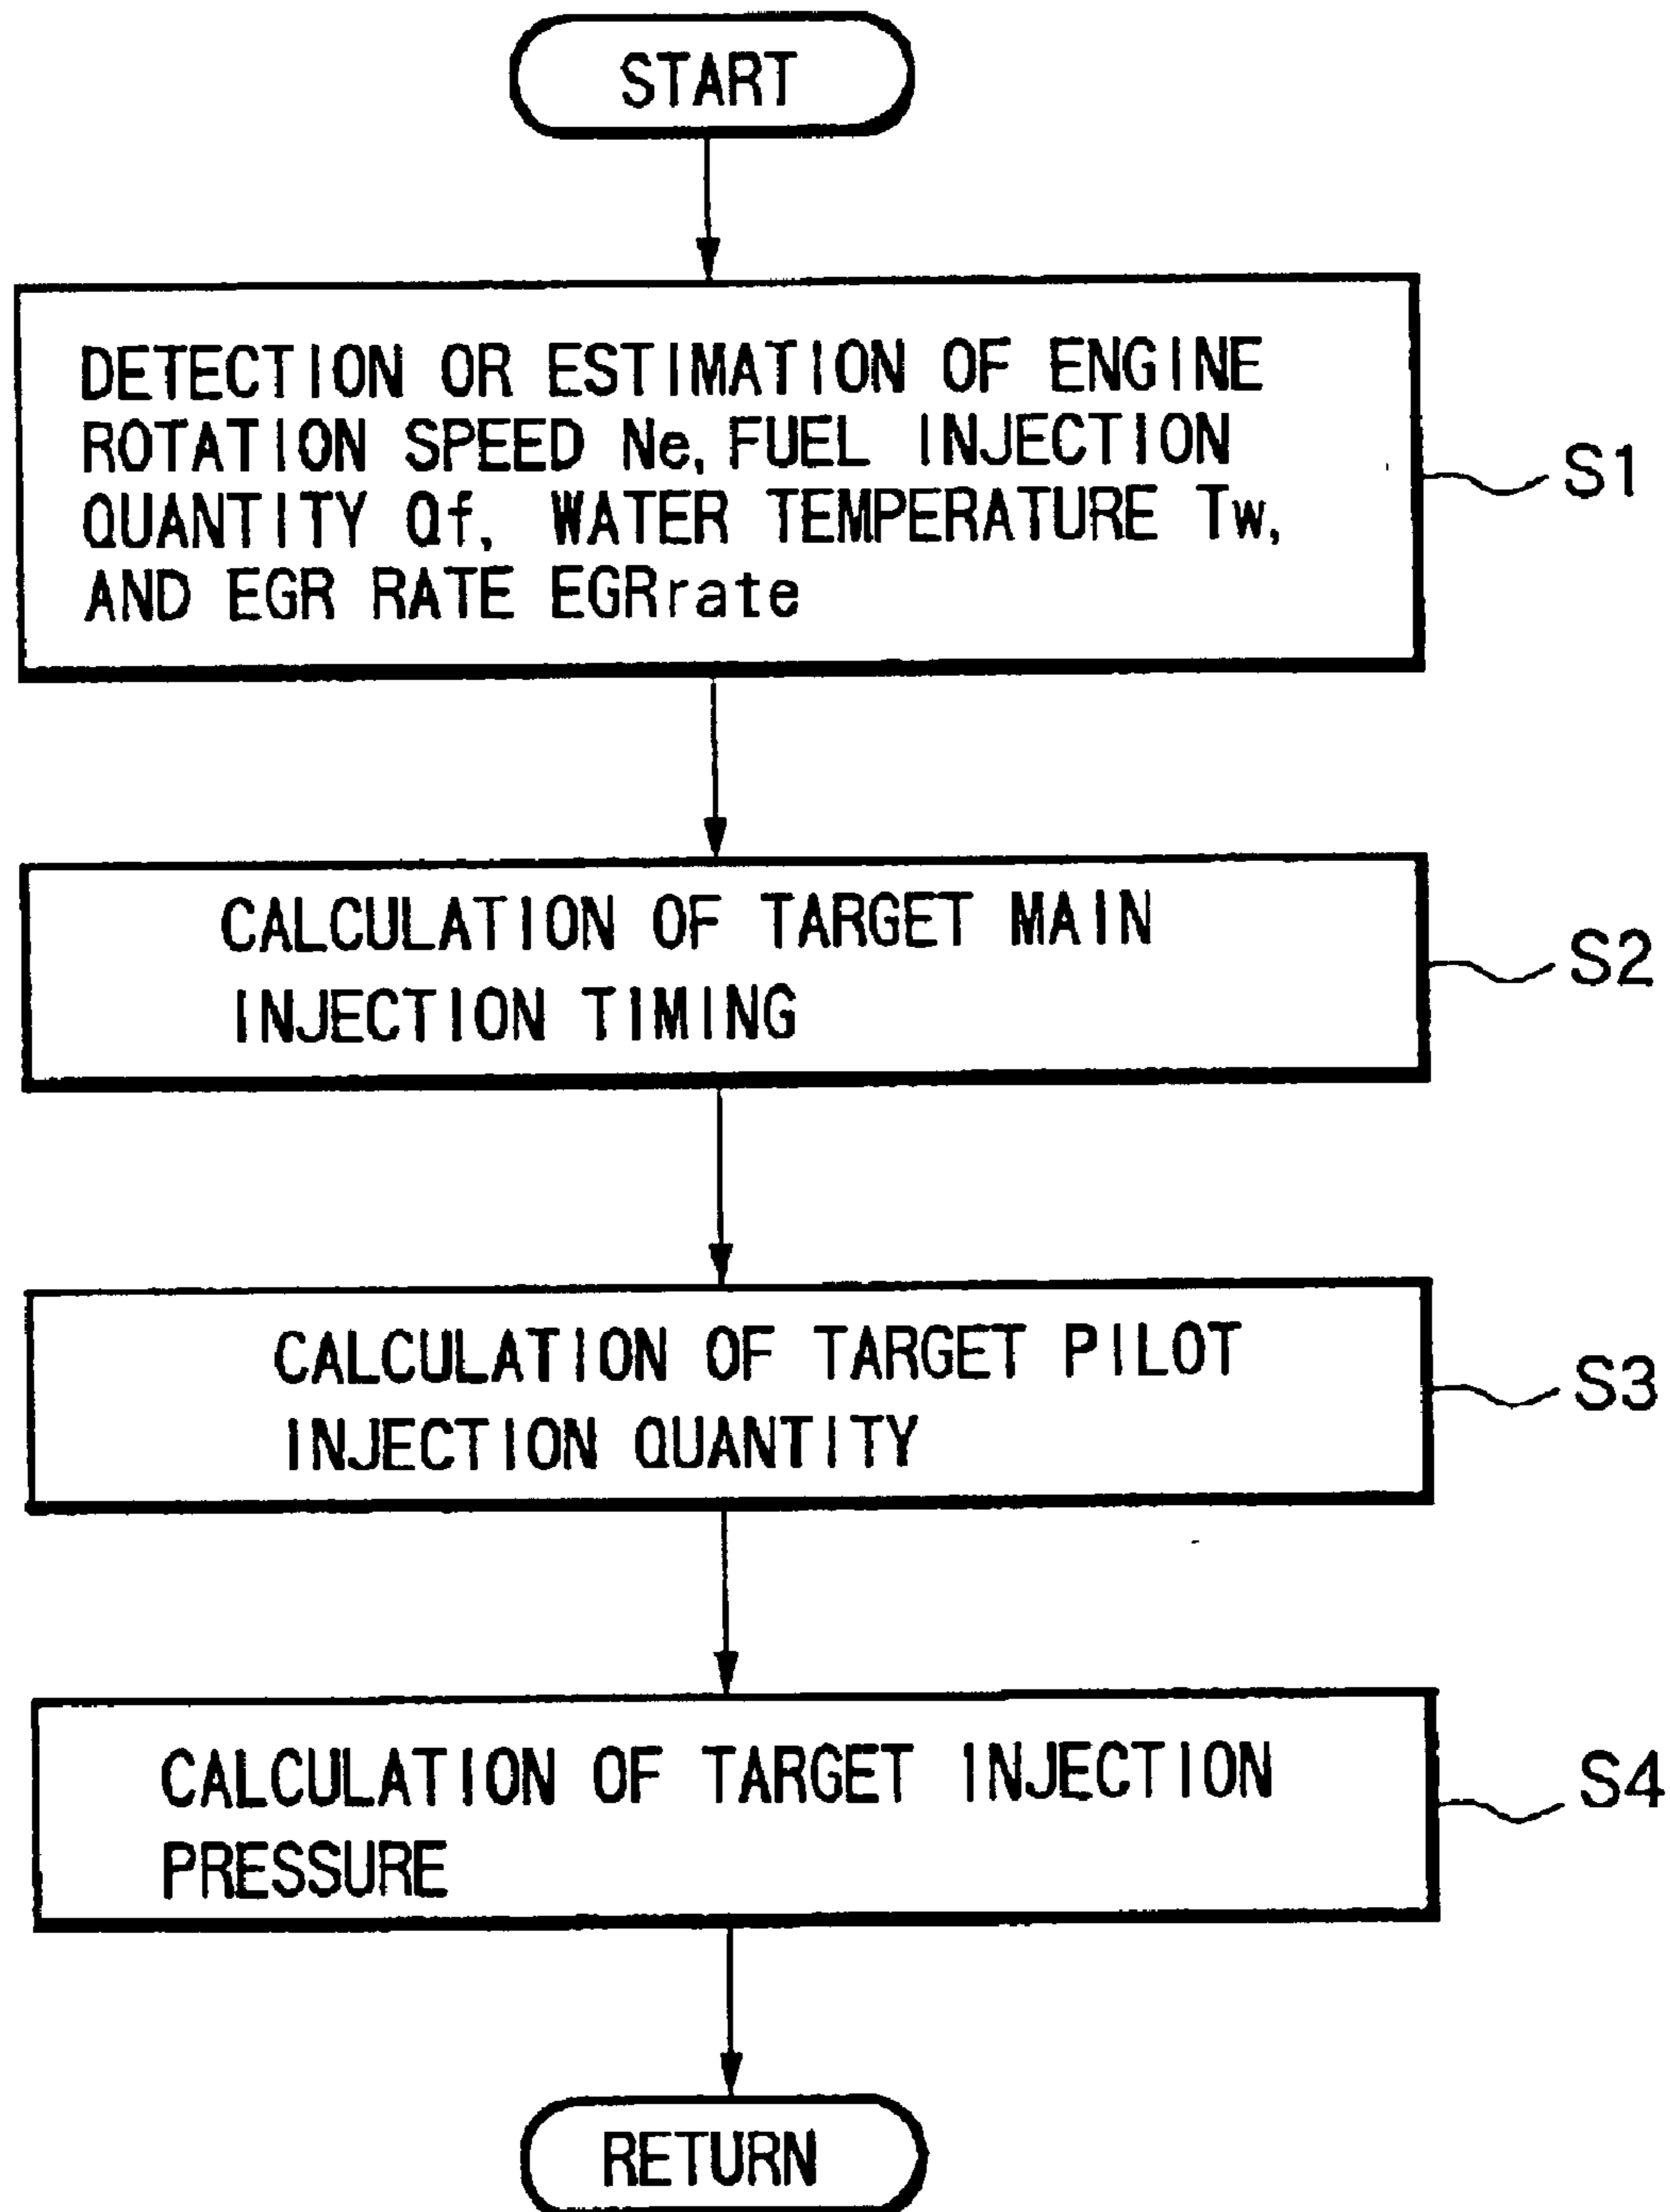 START
DETECTION OR ESTIMATION OF ENGINE
ROTATION SPEED Ne, FUEL INJECTION
QUANTITY Qf, WATER TEMPERATURE Tw,
AND EGR RATE EGRrate
S1
CALCULATION OF TARGET MAIN
INJECTION TIMING
S2
CALCULATION OF TARGET PILOT
INJECTION QUANTITY
S3
CALCULATION OF TARGET INJECTION
PRESSURE
S4
RETURN